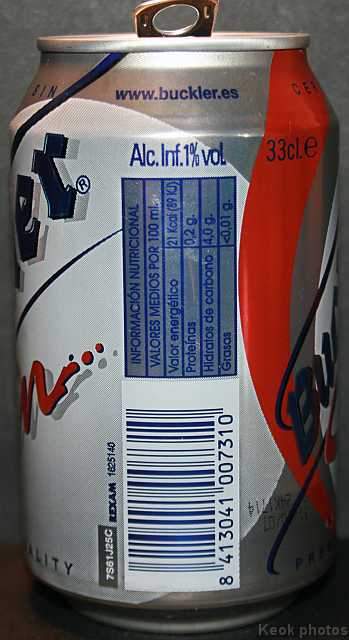 www.buckler.es
Alc. Inf. 1% vol.
33cl.e
®
INFORMACIÓN NUTRICIONAL
VALORES MEDIOS POR 100 ml.
Valor energético 21 Kcal (89 KJ)
Proteínas 0,2 g.
Hidratos de carbono 4,0 g.
Grasas <0,01 g.
8 413041 007310
7S61J25C REXAM 1625140
Keok photos